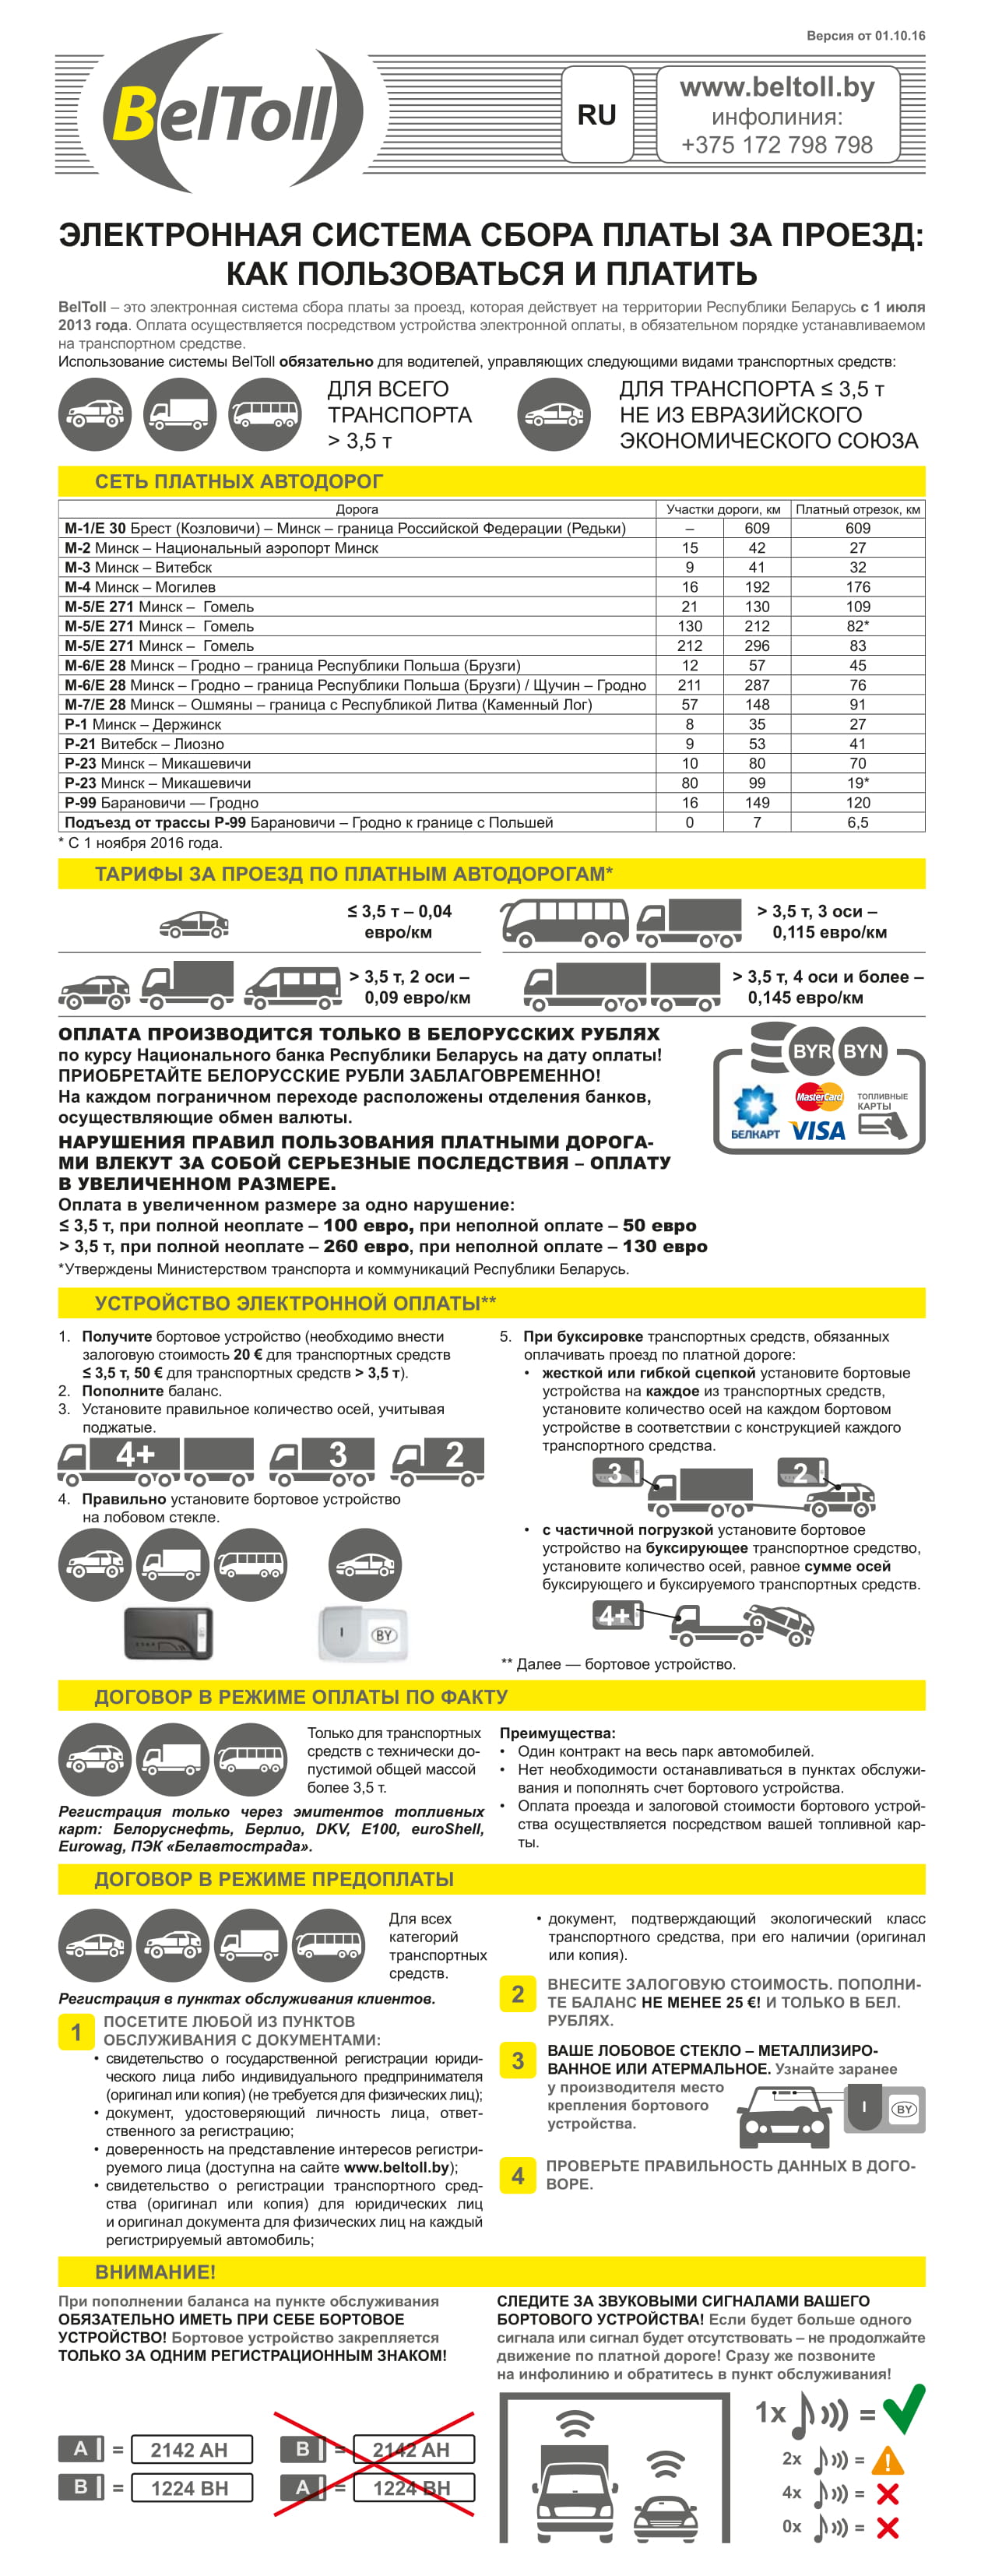 Версия от 01.10.16
BelToll
RU
www.beltoll.by
инфолиния:
+375 172 798 798
ЭЛЕКТРОННАЯ СИСТЕМА СБОРА ПЛАТЫ ЗА ПРОЕЗД:
КАК ПОЛЬЗОВАТЬСЯ И ПЛАТИТЬ
BelToll – это электронная система сбора платы за проезд, которая действует на территории Республики Беларусь с 1 июля
2013 года. Оплата осуществляется посредством устройства электронной оплаты, в обязательном порядке устанавливаемом
на транспортном средстве.
Использование системы BelToll обязательно для водителей, управляющих следующими видами транспортных средств:
ДЛЯ ВСЕГО
ТРАНСПОРТА
> 3,5 т
ДЛЯ ТРАНСПОРТА ≤ 3,5 т
НЕ ИЗ ЕВРАЗИЙСКОГО
ЭКОНОМИЧЕСКОГО СОЮЗА
СЕТЬ ПЛАТНЫХ АВТОДОРОГ
Дорога Участки дороги, км Платный отрезок, км
М-1/Е 30 Брест (Козловичи) – Минск – граница Российской Федерации (Редьки) – 609 609
М-2 Минск – Национальный аэропорт Минск 15 42 27
М-3 Минск – Витебск 9 41 32
М-4 Минск – Могилев 16 192 176
М-5/Е 271 Минск – Гомель 21 130 109
М-5/Е 271 Минск – Гомель 130 212 82*
М-5/Е 271 Минск – Гомель 212 296 83
М-6/Е 28 Минск – Гродно – граница Республики Польша (Брузги) 12 57 45
М-6/Е 28 Минск – Гродно – граница Республики Польша (Брузги) / Щучин – Гродно 211 287 76
М-7/Е 28 Минск – Ошмяны – граница с Республикой Литва (Каменный Лог) 57 148 91
Р-1 Минск – Держинск 8 35 27
Р-21 Витебск – Лиозно 9 53 41
Р-23 Минск – Микашевичи 10 80 70
Р-23 Минск – Микашевичи 80 99 19*
Р-99 Барановичи — Гродно 16 149 120
Подъезд от трассы Р-99 Барановичи – Гродно к границе с Польшей 0 7 6,5
* С 1 ноября 2016 года.
ТАРИФЫ ЗА ПРОЕЗД ПО ПЛАТНЫМ АВТОДОРОГАМ*
≤ 3,5 т – 0,04
евро/км
> 3,5 т, 3 оси –
0,115 евро/км
> 3,5 т, 2 оси –
0,09 евро/км
> 3,5 т, 4 оси и более –
0,145 евро/км
ОПЛАТА ПРОИЗВОДИТСЯ ТОЛЬКО В БЕЛОРУССКИХ РУБЛЯХ
по курсу Национального банка Республики Беларусь на дату оплаты!
ПРИОБРЕТАЙТЕ БЕЛОРУССКИЕ РУБЛИ ЗАБЛАГОВРЕМЕННО!
На каждом пограничном переходе расположены отделения банков,
осуществляющие обмен валюты.
BYR BYN
БЕЛКАРТ
MasterCard
VISA
ТОПЛИВНЫЕ
КАРТЫ
НАРУШЕНИЯ ПРАВИЛ ПОЛЬЗОВАНИЯ ПЛАТНЫМИ ДОРОГА-
МИ ВЛЕКУТ ЗА СОБОЙ СЕРЬЕЗНЫЕ ПОСЛЕДСТВИЯ – ОПЛАТУ
В УВЕЛИЧЕННОМ РАЗМЕРЕ.
Оплата в увеличенном размере за одно нарушение:
≤ 3,5 т, при полной неоплате – 100 евро, при неполной оплате – 50 евро
> 3,5 т, при полной неоплате – 260 евро, при неполной оплате – 130 евро
*Утверждены Министерством транспорта и коммуникаций Республики Беларусь.
УСТРОЙСТВО ЭЛЕКТРОННОЙ ОПЛАТЫ**
1. Получите бортовое устройство (необходимо внести
залоговую стоимость 20 € для транспортных средств
≤ 3,5 т, 50 € для транспортных средств > 3,5 т).
2. Пополните баланс.
3. Установите правильное количество осей, учитывая
поджатые.
4+ 3 2
4. Правильно установите бортовое устройство
на лобовом стекле.
I BY
5. При буксировке транспортных средств, обязанных
оплачивать проезд по платной дороге:
• жесткой или гибкой сцепкой установите бортовые
устройства на каждое из транспортных средств,
установите количество осей на каждом бортовом
устройстве в соответствии с конструкцией каждого
транспортного средства.
3 2
• с частичной погрузкой установите бортовое
устройство на буксирующее транспортное средство,
установите количество осей, равное сумме осей
буксирующего и буксируемого транспортных средств.
4+
** Далее — бортовое устройство.
ДОГОВОР В РЕЖИМЕ ОПЛАТЫ ПО ФАКТУ
Только для транспортных
средств с технически до-
пустимой общей массой
более 3,5 т.
Регистрация только через эмитентов топливных
карт: Белоруснефть, Берлио, DKV, E100, euroShell,
Eurowag, ПЭК «Белавтострада».
Преимущества:
• Один контракт на весь парк автомобилей.
• Нет необходимости останавливаться в пунктах обслужи-
вания и пополнять счет бортового устройства.
• Оплата проезда и залоговой стоимости бортового устрой-
ства осуществляется посредством вашей топливной кар-
ты.
ДОГОВОР В РЕЖИМЕ ПРЕДОПЛАТЫ
Для всех
категорий
транспортных
средств.
Регистрация в пунктах обслуживания клиентов.
1 ПОСЕТИТЕ ЛЮБОЙ ИЗ ПУНКТОВ
ОБСЛУЖИВАНИЯ С ДОКУМЕНТАМИ:
• свидетельство о государственной регистрации юриди-
ческого лица либо индивидуального предпринимателя
(оригинал или копия) (не требуется для физических лиц);
• документ, удостоверяющий личность лица, ответ-
ственного за регистрацию;
• доверенность на представление интересов регистри-
руемого лица (доступна на сайте www.beltoll.by);
• свидетельство о регистрации транспортного сред-
ства (оригинал или копия) для юридических лиц
и оригинал документа для физических лиц на каждый
регистрируемый автомобиль;
• документ, подтверждающий экологический класс
транспортного средства, при его наличии (оригинал
или копия).
2 ВНЕСИТЕ ЗАЛОГОВУЮ СТОИМОСТЬ. ПОПОЛНИ-
ТЕ БАЛАНС НЕ МЕНЕЕ 25 €! И ТОЛЬКО В БЕЛ.
РУБЛЯХ.
3 ВАШЕ ЛОБОВОЕ СТЕКЛО – МЕТАЛЛИЗИРО-
ВАННОЕ ИЛИ АТЕРМАЛЬНОЕ. Узнайте заранее
у производителя место
крепления бортового
устройства.
I BY
4 ПРОВЕРЬТЕ ПРАВИЛЬНОСТЬ ДАННЫХ В ДОГО-
ВОРЕ.
ВНИМАНИЕ!
При пополнении баланса на пункте обслуживания
ОБЯЗАТЕЛЬНО ИМЕТЬ ПРИ СЕБЕ БОРТОВОЕ
УСТРОЙСТВО! Бортовое устройство закрепляется
ТОЛЬКО ЗА ОДНИМ РЕГИСТРАЦИОННЫМ ЗНАКОМ!
A = 2142 AH
B = 1224 BH
B = 2142 AH
A = 1224 BH
СЛЕДИТЕ ЗА ЗВУКОВЫМИ СИГНАЛАМИ ВАШЕГО
БОРТОВОГО УСТРОЙСТВА! Если будет больше одного
сигнала или сигнал будет отсутствовать – не продолжайте
движение по платной дороге! Сразу же позвоните
на инфолинию и обратитесь в пункт обслуживания!
1x =
2x =
4x =
0x =